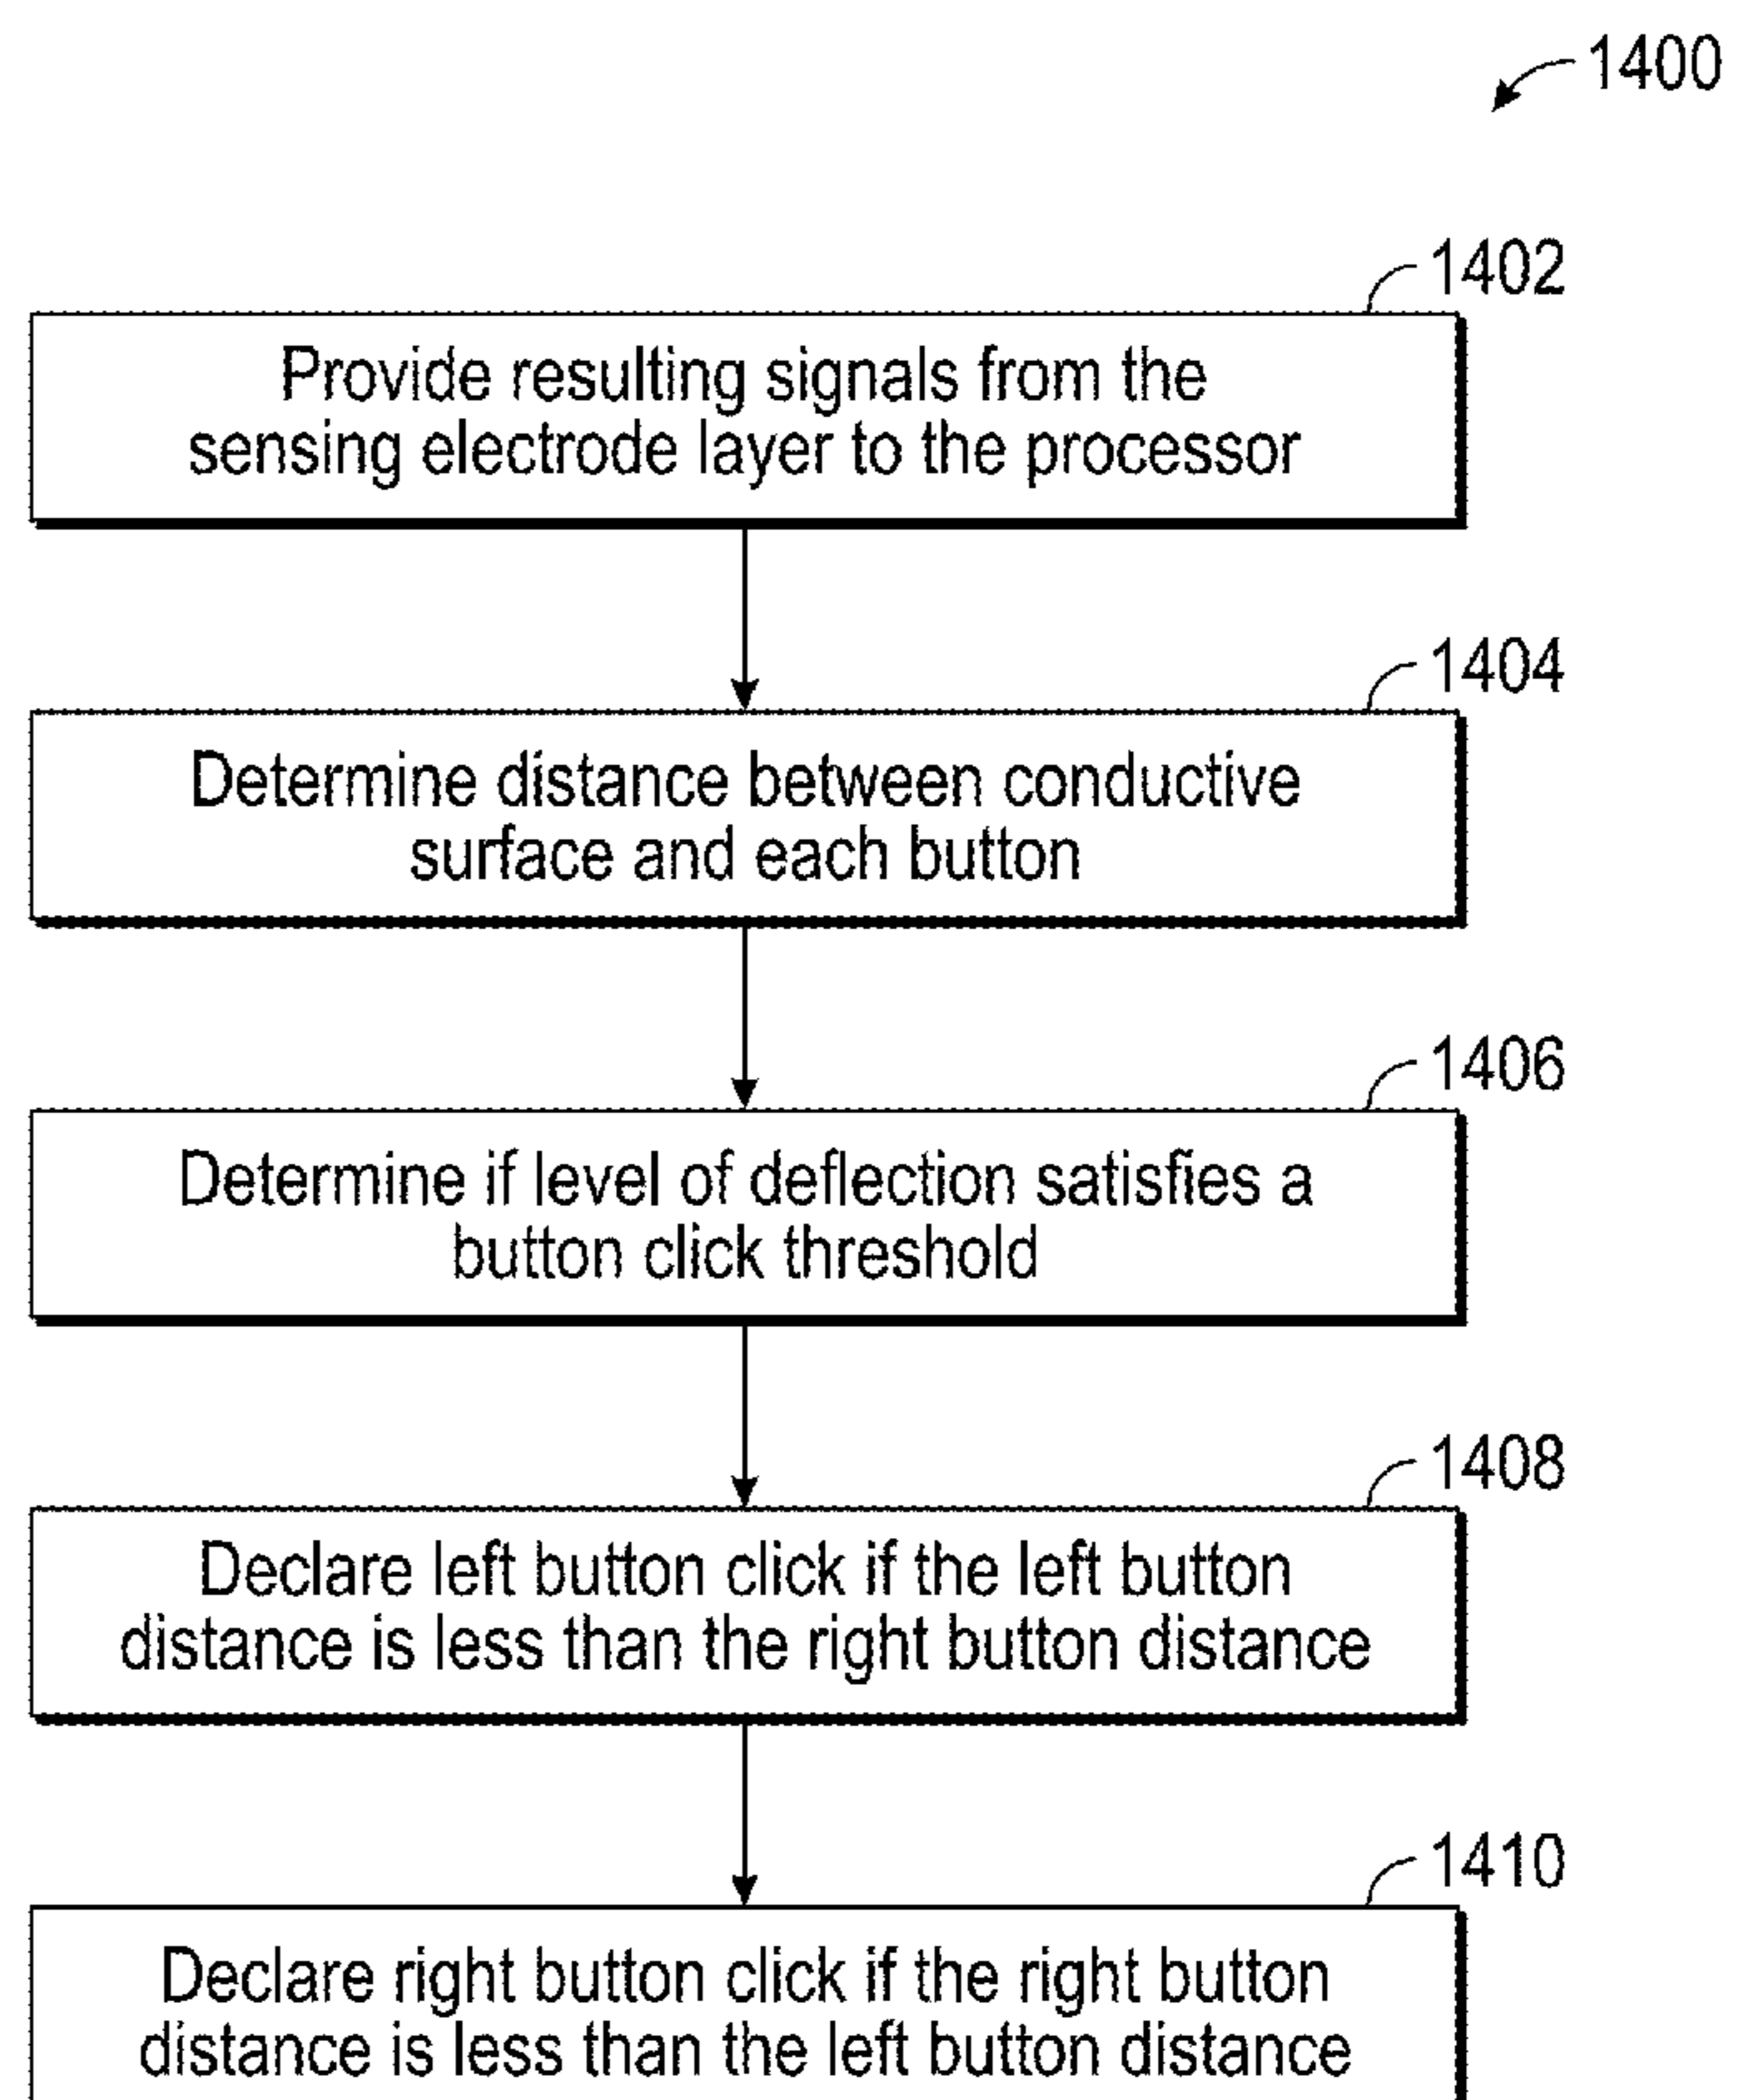 1400
1402
Provide resulting signals from the
sensing electrode layer to the processor
1404
Determine distance between conductive
surface and each button
1406
Determine if level of deflection satisfies a
button click threshold
1408
Declare left button click if the left button
distance is less than the right button distance
1410
Declare right button click if the right button
distance is less than the left button distance